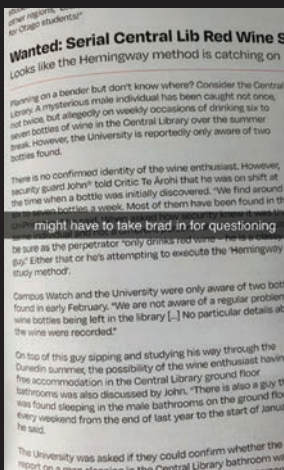 other regions,
for Otago students!"
Wanted: Serial Central Lib Red Wine S
Looks like the Hemingway method is catching on
Planning on a bender but don't know where? Consider the Central
Library. A mysterious male individual has been caught not once,
not twice, but allegedly on weekly occasions of drinking six to
seven bottles of wine in the Central Library over the summer
break. However, the University is reportedly only aware of two
bottles found.
There is no confirmed identity of the wine enthusiast. However,
security guard John* told Critic Te Ārohi that he was on shift at
the time when a bottle was initially discovered. "We find around
six to seven bottles a week. Most of them have been found in th
might have to take brad in for questioning
be sure as the perpetrator "only drinks red wine – he is a
guy." Either that or he's attempting to execute the 'Hemingway
study method'.
Campus Watch and the University were only aware of two bott
found in early February. "We are not aware of a regular problem
wine bottles being left in the library [...] No particular details ab
the wine were recorded."
On top of this guy sipping and studying his way through the
Dunedin summer, the possibility of the wine enthusiast havin
free accommodation in the Central Library ground floor
bathrooms was also discussed by John. "There is also a guy th
was found sleeping in the male bathrooms on the ground flo
every weekend from the end of last year to the start of Janua
he said.
The University was asked if they could confirm whether the
report on a man sleeping in the Central Library bathroom wa